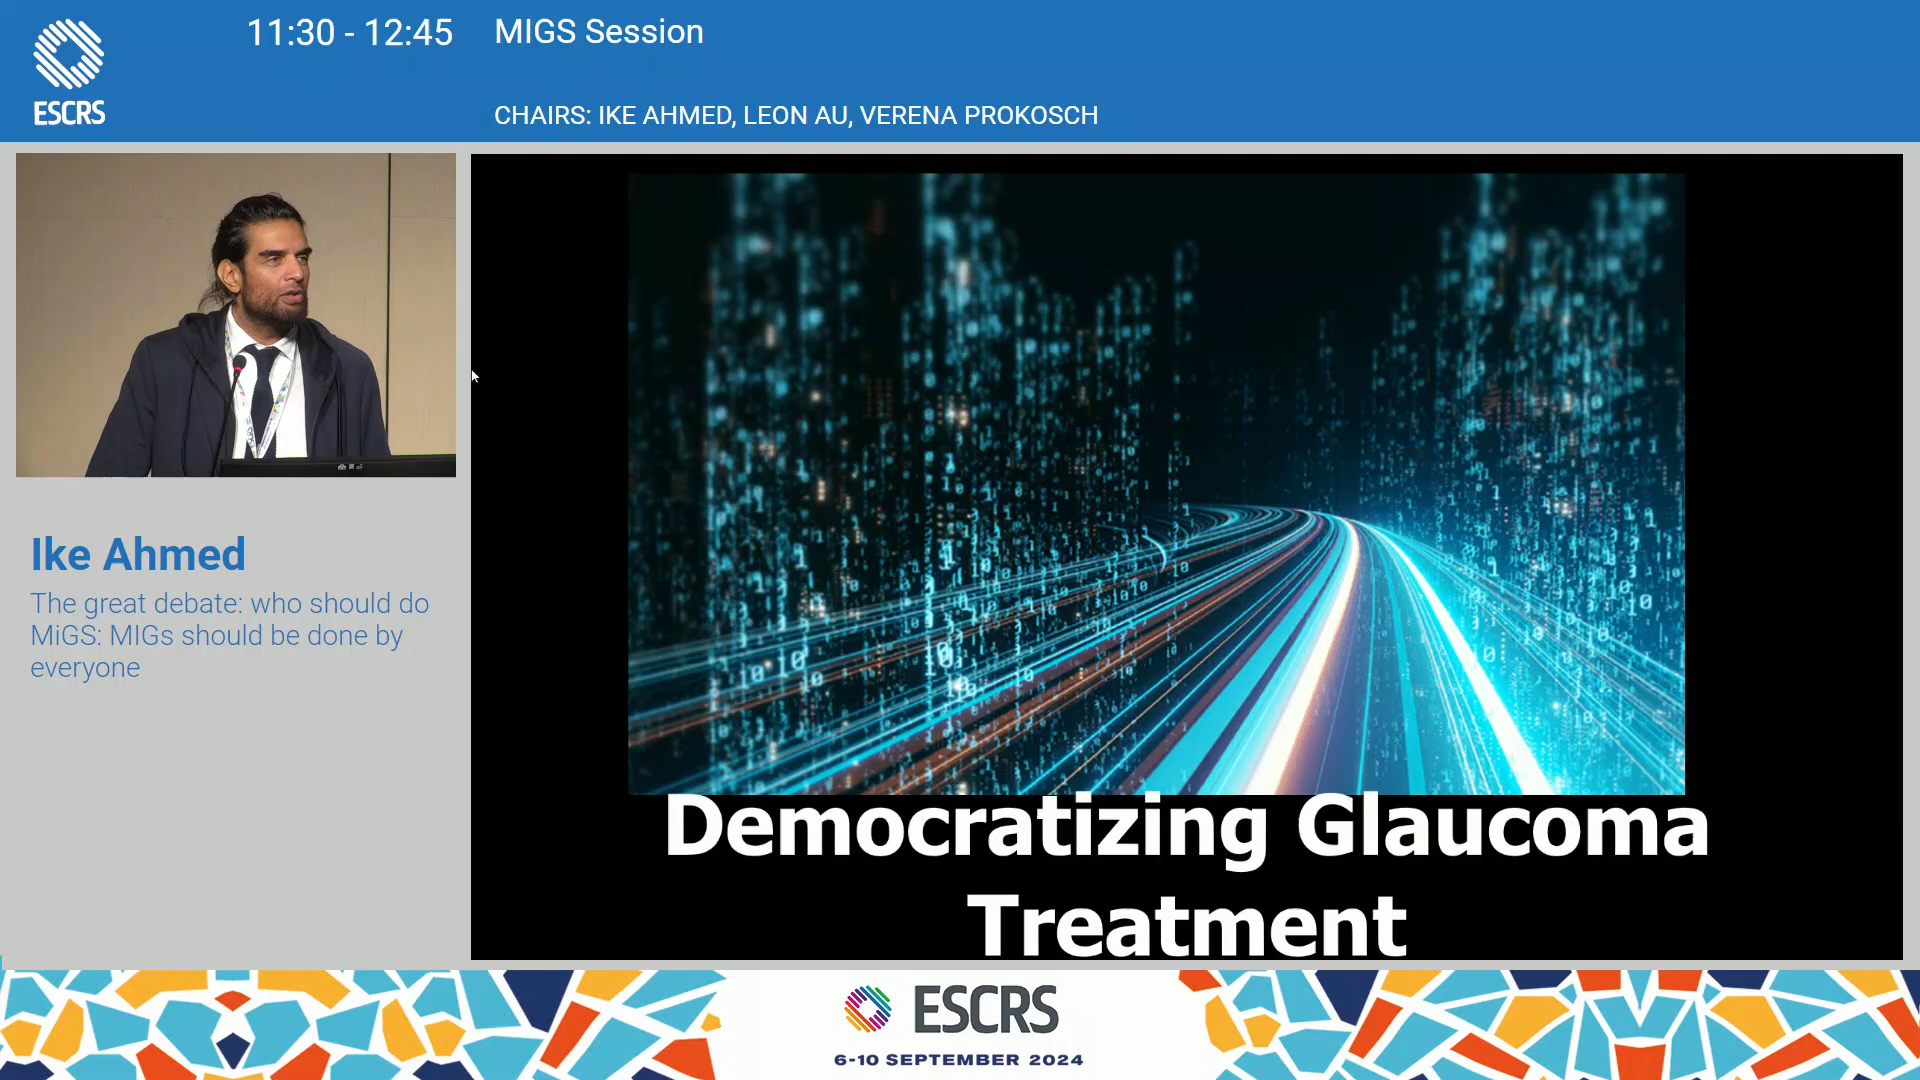 11:30 - 12:45
MIGS Session
ESCRS
CHAIRS: IKE AHMED, LEON AU, VERENA PROKOSCH
Ike Ahmed
The great debate: who should do
MiGS: MIGs should be done by
everyone
Democratizing Glaucoma
Treatment
ESCRS
6-10 SEPTEMBER 2024